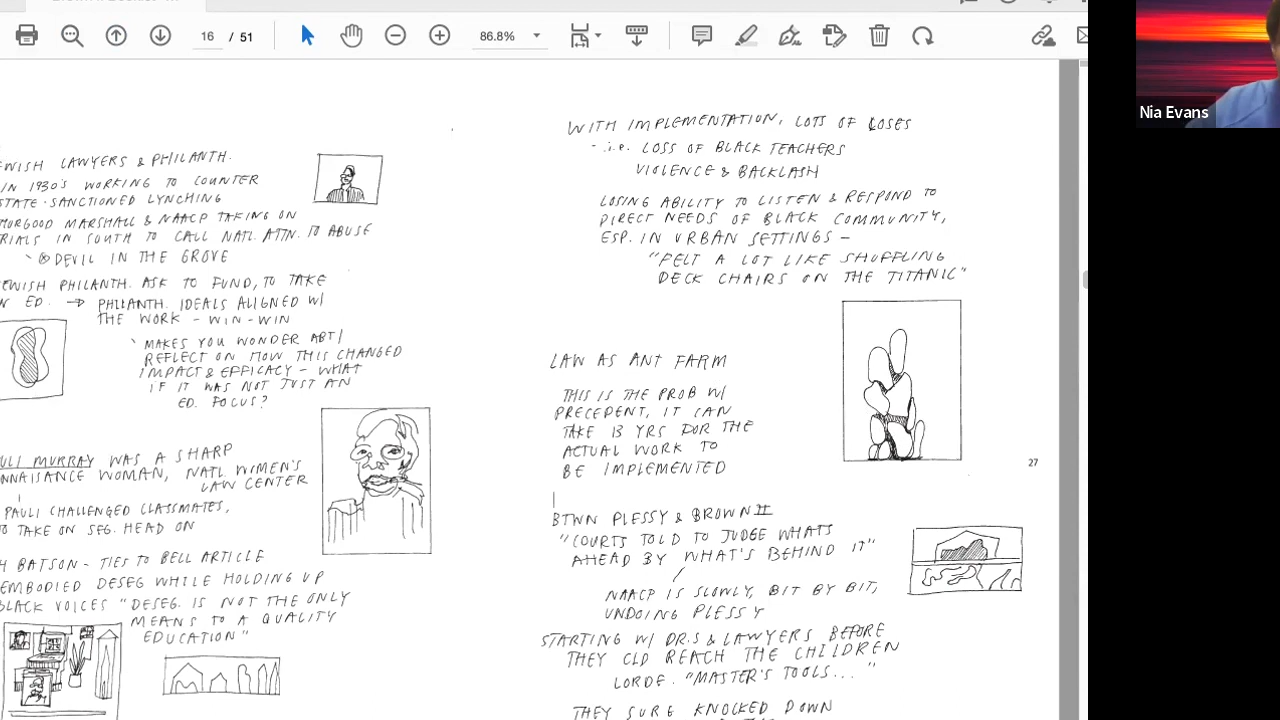 16 / 51
86.8%
Nia Evans
EWISH LAWYERS & PHILANTH.
IN 1930'S WORKING TO COUNTER
STATE-SANCTIONED LYNCHING
HURGOOD MARSHALL & NAACP TAKING ON
RIALS IN SOUTH TO CALL NATL. ATTN. TO ABUSE
DEVIL IN THE GROVE
EWISH PHILANTH. ASK TO FUND, TO TAKE
N ED. → PHILANTH. IDEALS ALIGNED W/
THE WORK - WIN-WIN
MAKES YOU WONDER ABT/
REFLECT ON HOW THIS CHANGED
IMPACT & EFFICACY - WHAT
IF IT WAS NOT JUST AN
ED. FOCUS?
ULI MURRAY WAS A SHARP
NNAISANCE WOMAN, NATL WOMEN'S
LAW CENTER
PAULI CHALLENGED CLASSMATES,
TO TAKE ON SEG. HEAD ON
H BATSON - TIES TO BELL ARTICLE
EMBODIED DESEG WHILE HOLDING UP
BLACK VOICES "DESEG. IS NOT THE ONLY
MEANS TO A QUALITY
EDUCATION"
WITH IMPLEMENTATION, LOTS OF LOSES
- i.e. LOSS OF BLACK TEACHERS
VIOLENCE & BACKLASH
LOSING ABILITY TO LISTEN & RESPOND TO
DIRECT NEEDS OF BLACK COMMUNITY,
ESP. IN URBAN SETTINGS -
"FELT A LOT LIKE SHUFFLING
DECK CHAIRS ON THE TITANIC"
LAW AS ANT FARM
THIS IS THE PROB W/
PRECEDENT, IT CAN
TAKE 13 YRS FOR THE
ACTUAL WORK TO
BE IMPLEMENTED
27
BTWN PLESSY & BROWN II
"COURTS TOLD TO JUDGE WHATS
AHEAD BY WHAT'S BEHIND IT"
NAACP IS SLOWLY, BIT BY BIT,
UNDOING PLESSY
STARTING W/ DR.S & LAWYERS BEFORE
THEY CLD REACH THE CHILDREN
LORDE. "MASTER'S TOOLS... "
THEY SURE KNOCKED DOWN